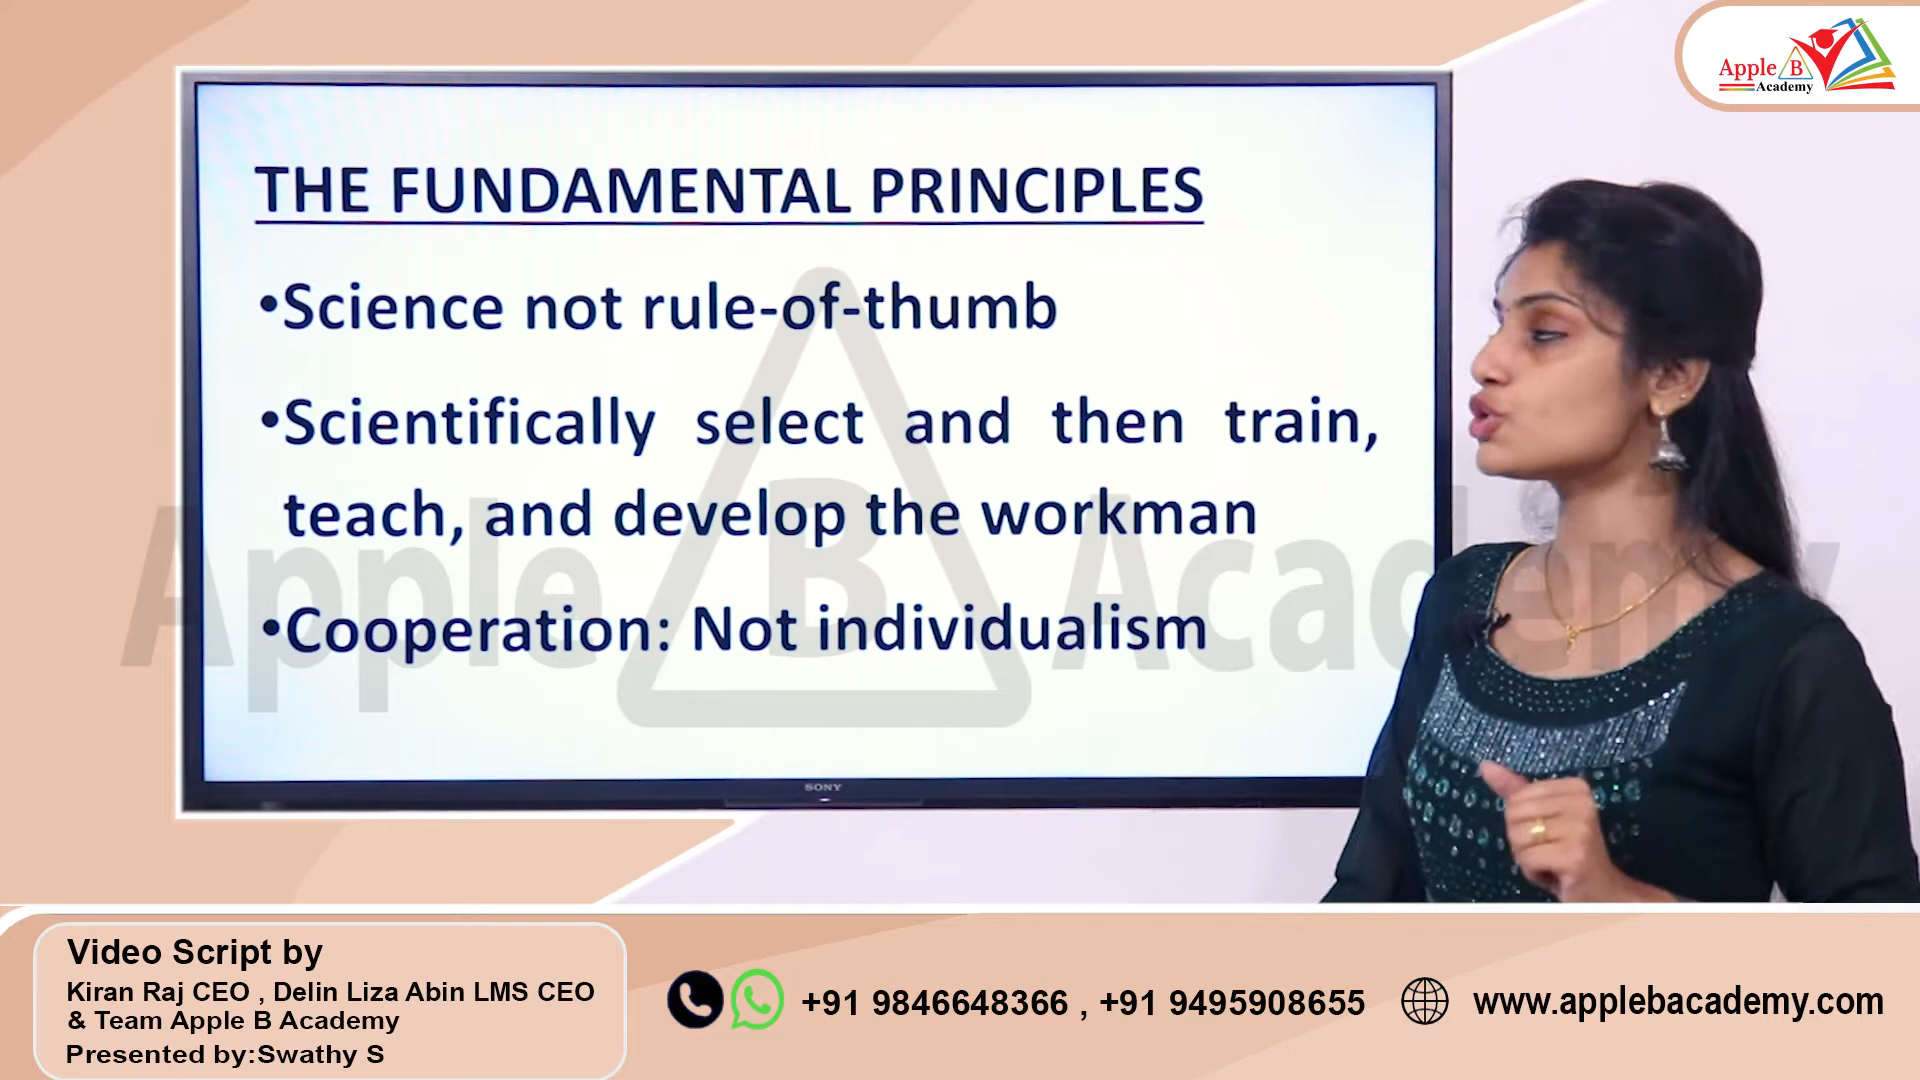 Apple B
Academy
THE FUNDAMENTAL PRINCIPLES
•Science not rule-of-thumb
•Scientifically select and then train,
teach, and develop the workman
•Cooperation: Not individualism
Apple B Academy
SONY
Video Script by
Kiran Raj CEO , Delin Liza Abin LMS CEO
& Team Apple B Academy
Presented by:Swathy S
+91 9846648366 , +91 9495908655
www.applebacademy.com